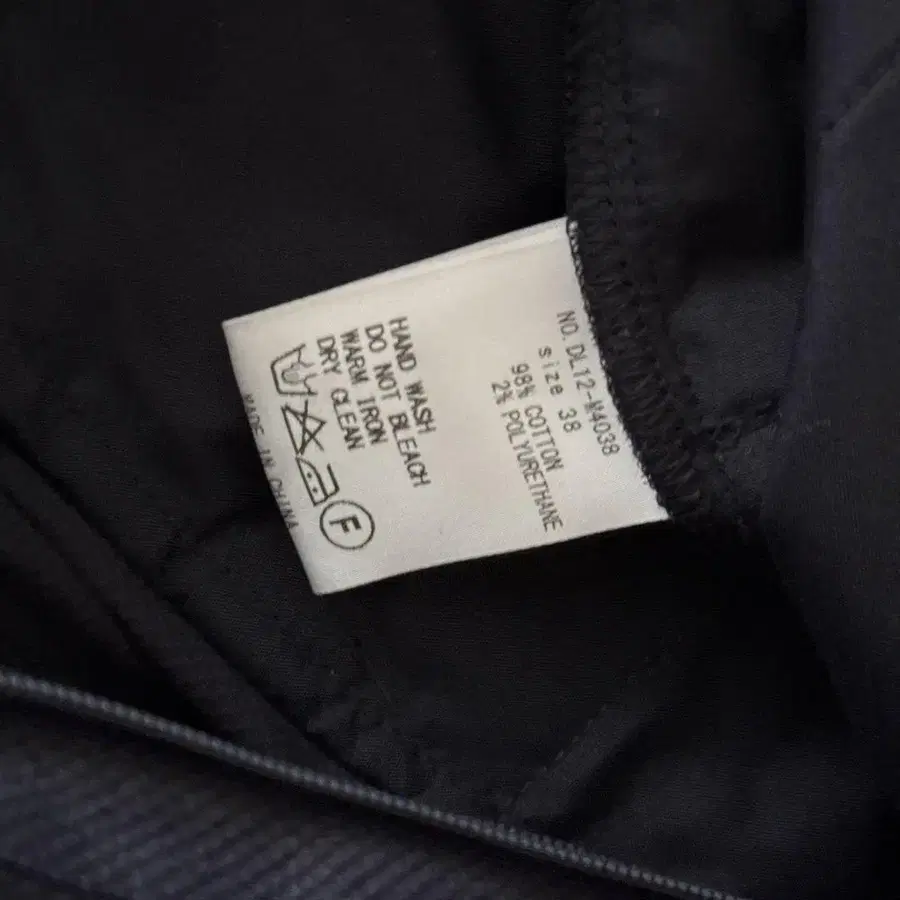 NO. DL12-M4038
size 38
98% COTTON
2% POLYURETHANE
HAND WASH
DO NOT BLEACH
WARM IRON
DRY CLEAN
F
MADE IN CHINA